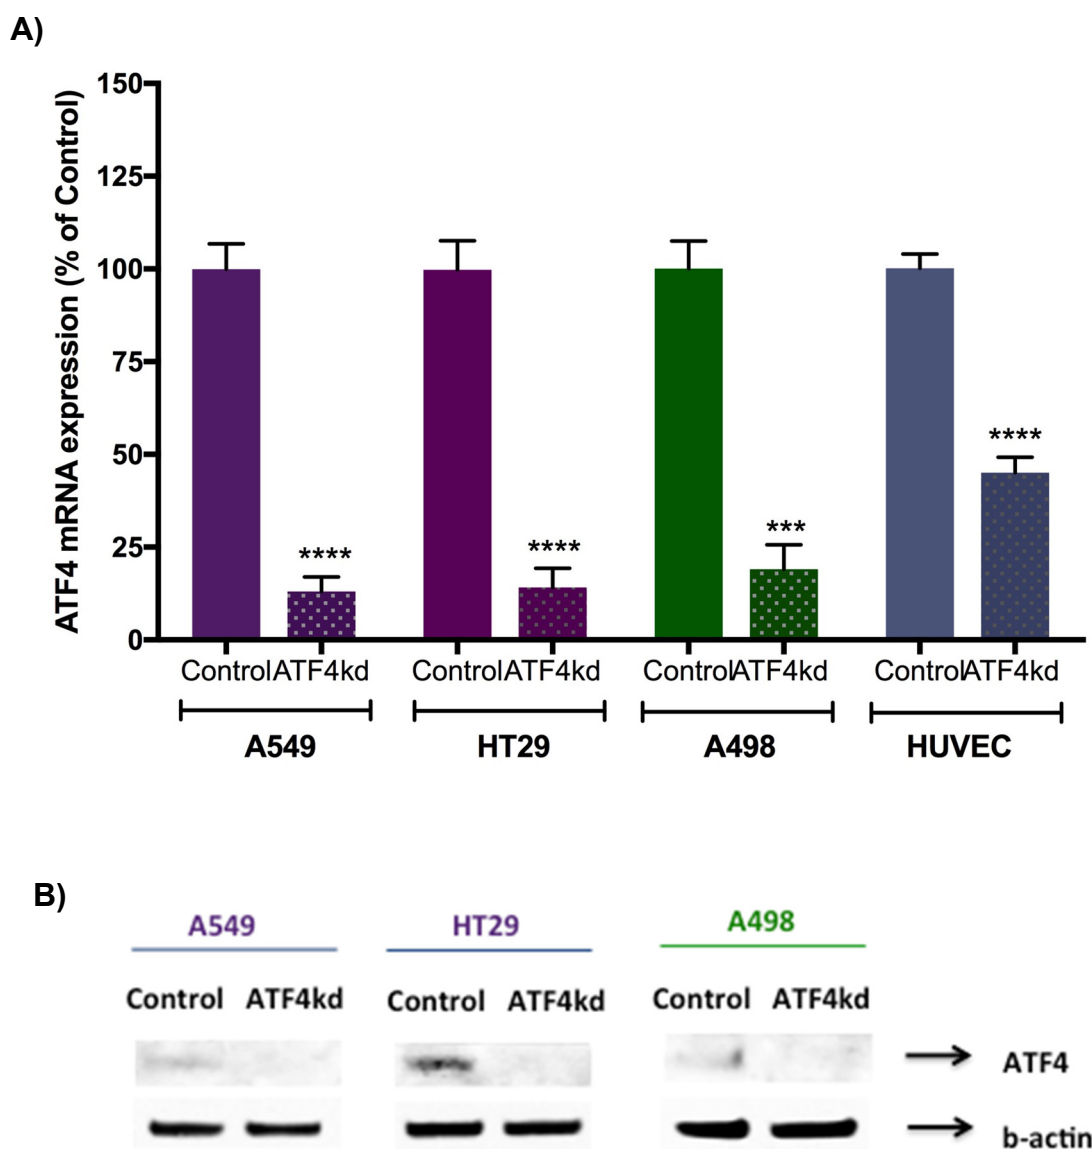 A)
ATF4 mRNA expression (% of Control)
150
125
100
75
50
25
0
**** **** *** ****
Control ATF4kd Control ATF4kd Control ATF4kd Control ATF4kd
A549 HT29 A498 HUVEC
B)
A549 HT29 A498
Control ATF4kd Control ATF4kd Control ATF4kd
ATF4
b-actin